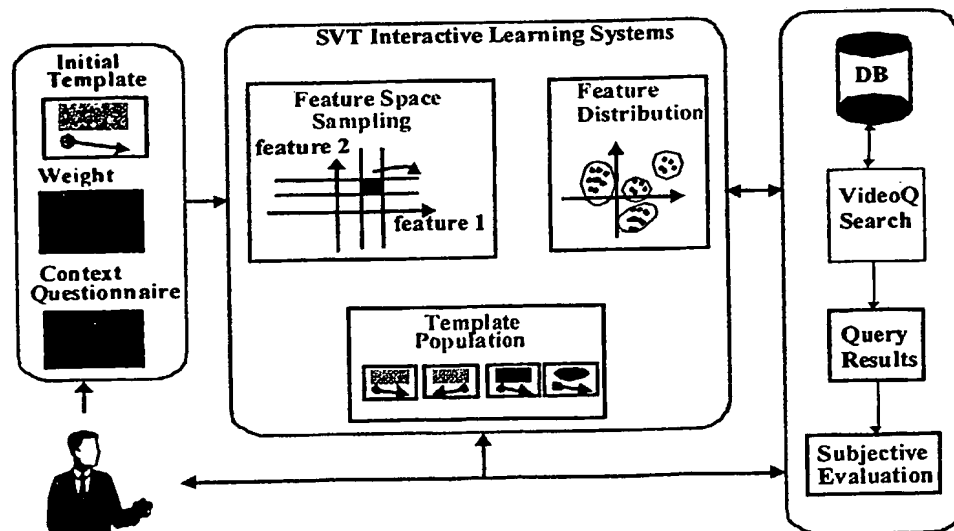 Initial
Template
Weight
Context
Questionnaire
SVT Interactive Learning Systems
Feature Space
Sampling
feature 2
feature 1
Feature
Distribution
Template
Population
DB
VideoQ
Search
Query
Results
Subjective
Evaluation